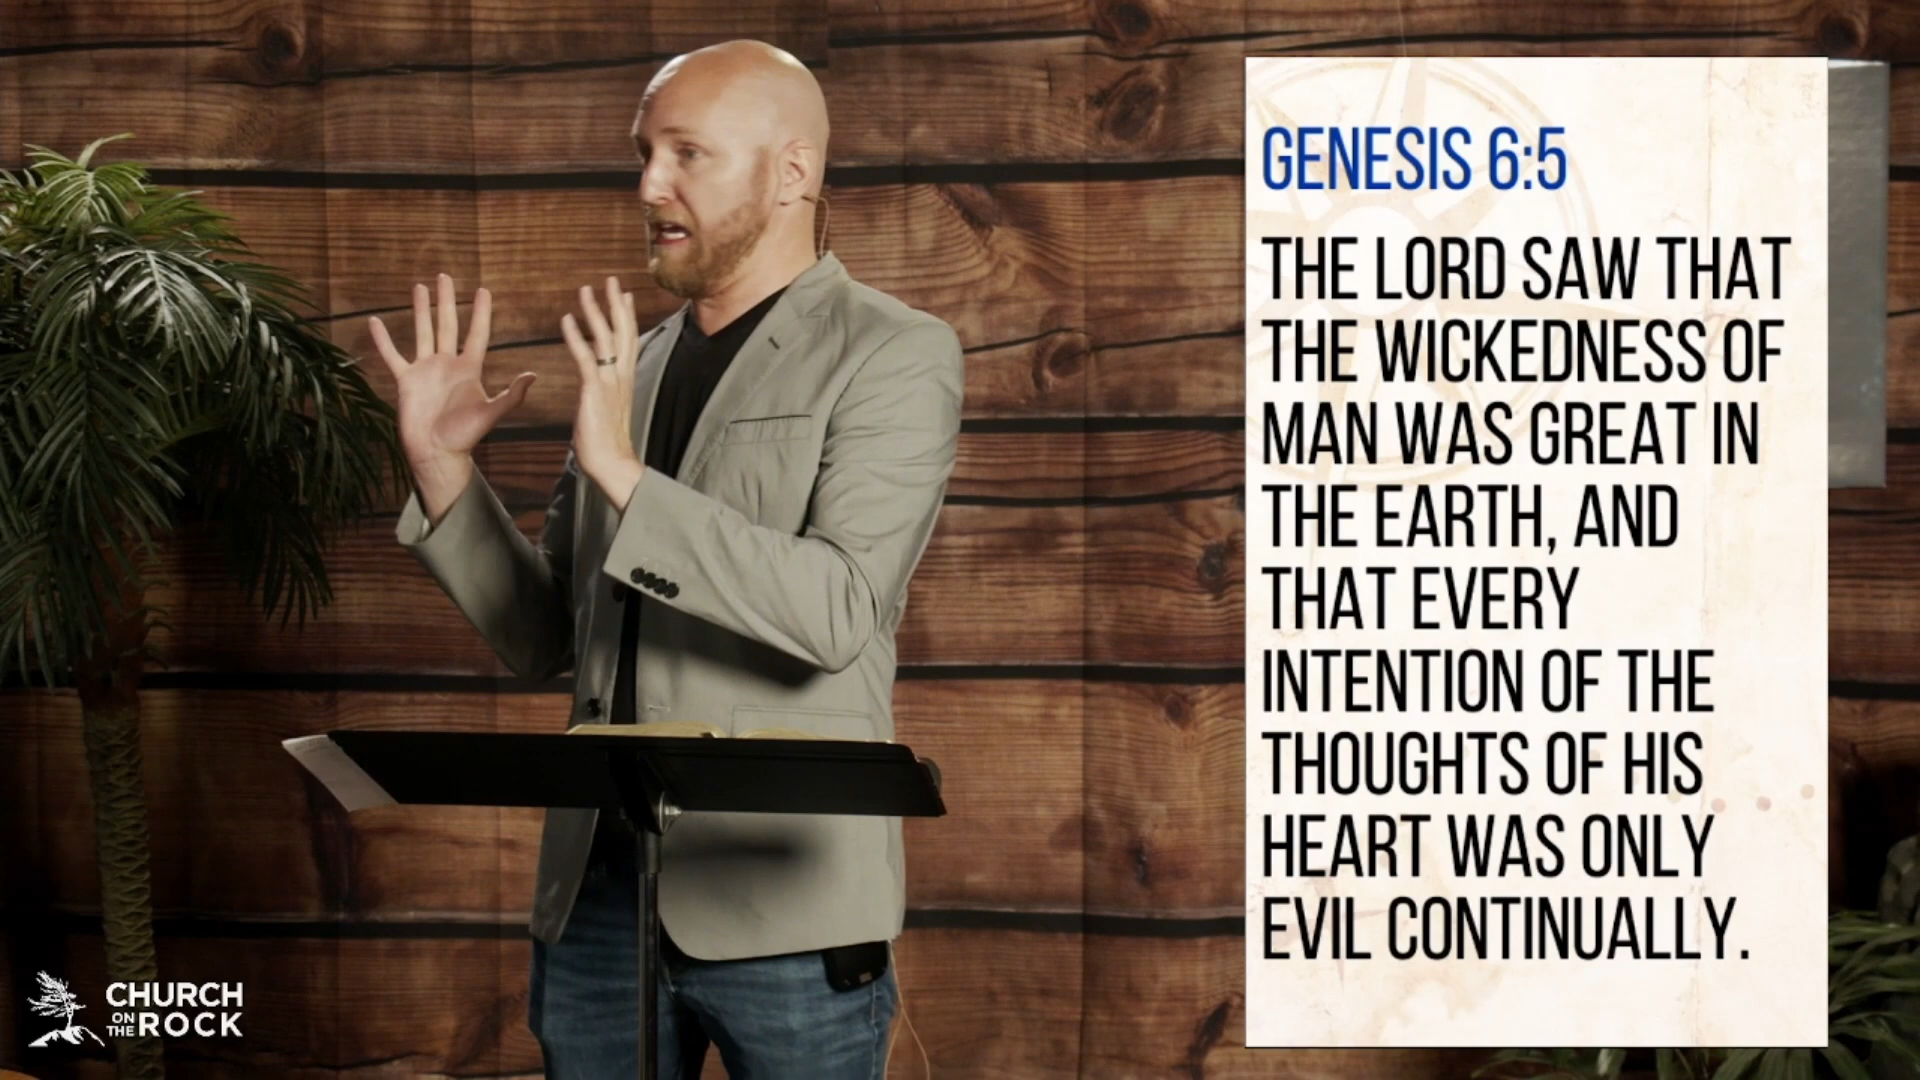 GENESIS 6:5
THE LORD SAW THAT
THE WICKEDNESS OF
MAN WAS GREAT IN
THE EARTH, AND
THAT EVERY
INTENTION OF THE
THOUGHTS OF HIS
HEART WAS ONLY
EVIL CONTINUALLY.
CHURCH
ON
THE ROCK